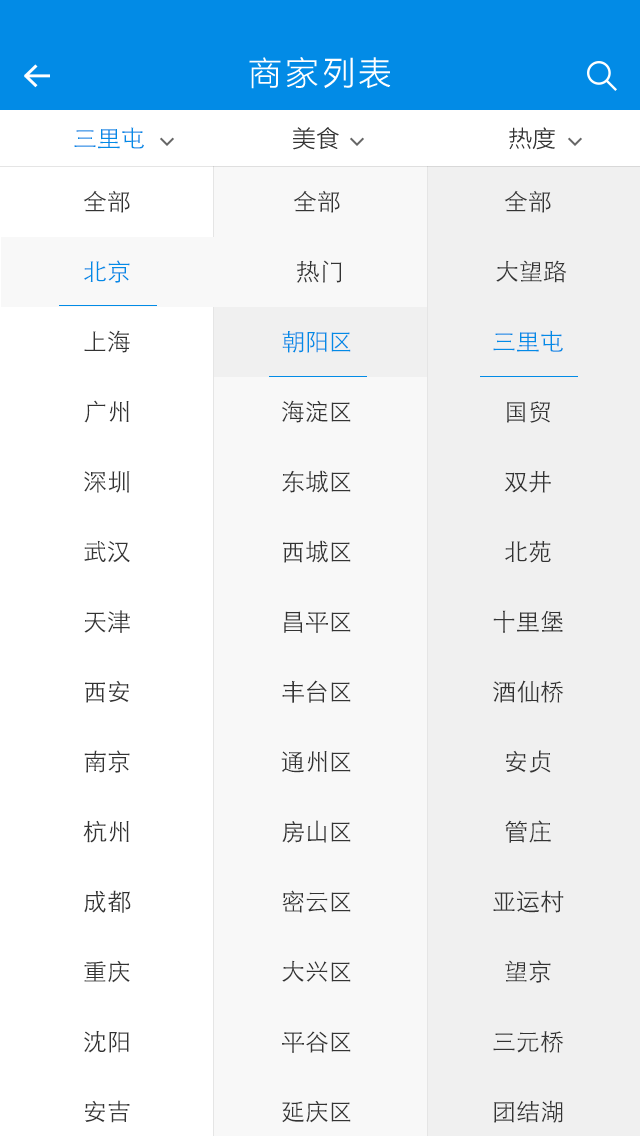 商家列表
三里屯 美食 热度
全部 全部 全部
北京 热门 大望路
上海 朝阳区 三里屯
广州 海淀区 国贸
深圳 东城区 双井
武汉 西城区 北苑
天津 昌平区 十里堡
西安 丰台区 酒仙桥
南京 通州区 安贞
杭州 房山区 管庄
成都 密云区 亚运村
重庆 大兴区 望京
沈阳 平谷区 三元桥
安吉 延庆区 团结湖